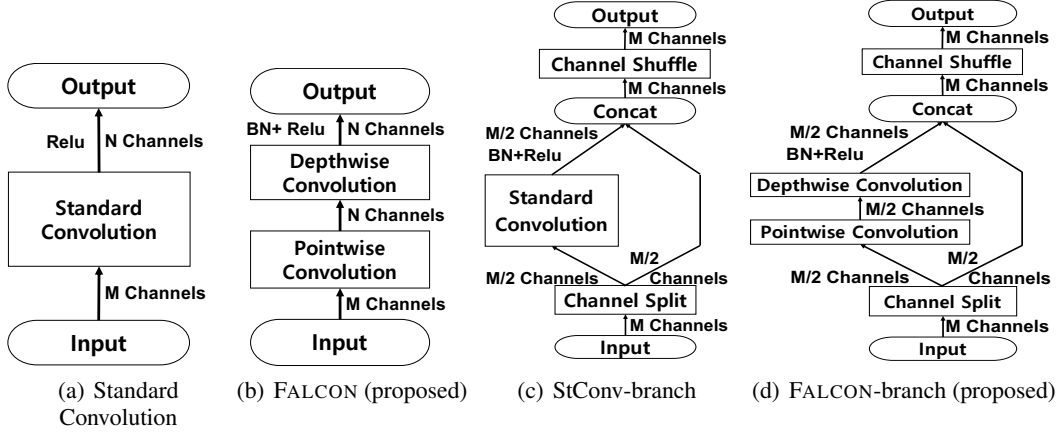 Output
Relu
N Channels
Standard
Convolution
M Channels
Input
(a) Standard
Convolution
Output
BN+ Relu
N Channels
Depthwise
Convolution
N Channels
Pointwise
Convolution
M Channels
Input
(b) FALCON (proposed)
Output
M Channels
Channel Shuffle
M Channels
Concat
M/2 Channels
BN+Relu
Standard
Convolution
M/2
M/2 Channels
Channels
Channel Split
M Channels
Input
(c) StConv-branch
Output
M Channels
Channel Shuffle
M Channels
Concat
M/2 Channels
BN+Relu
Depthwise Convolution
M/2 Channels
Pointwise Convolution
M/2
M/2 Channels
Channels
Channel Split
M Channels
Input
(d) FALCON-branch (proposed)